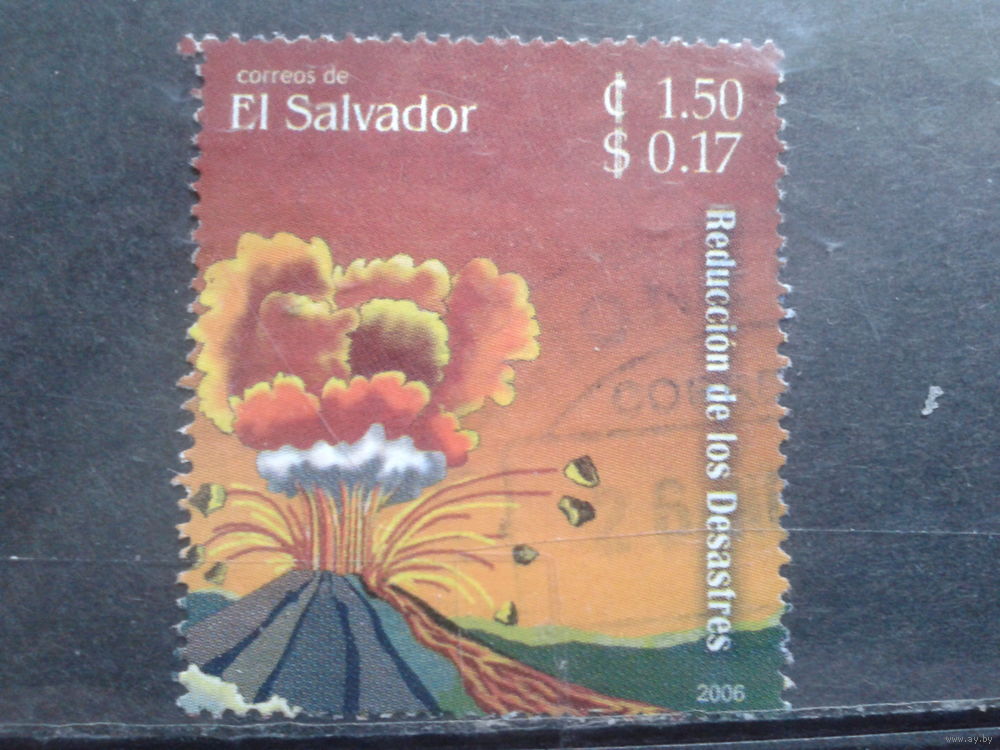 correos de
El Salvador
₡ 1.50
$ 0.17
Reducción de los Desastres
2006
www.ay.by